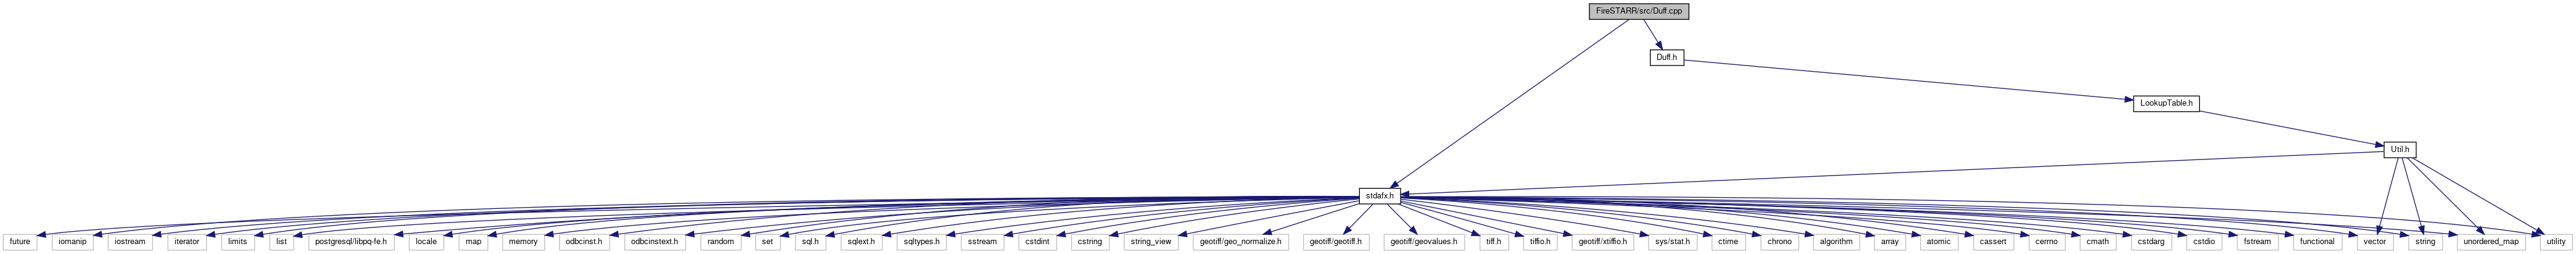 FireSTARR/src/Duff.cpp
Duff.h
LookupTable.h
Util.h
stdafx.h
future
iomanip
iostream
iterator
limits
list
postgresql/libpq-fe.h
locale
map
memory
odbcinst.h
odbcinstext.h
random
set
sql.h
sqlext.h
sqltypes.h
sstream
cstdint
cstring
string_view
geotiff/geo_normalize.h
geotiff/geotiff.h
geotiff/geovalues.h
tiff.h
tiffio.h
geotiff/xtiffio.h
sys/stat.h
ctime
chrono
algorithm
array
atomic
cassert
cerrno
cmath
cstdarg
cstdio
fstream
functional
vector
string
unordered_map
utility